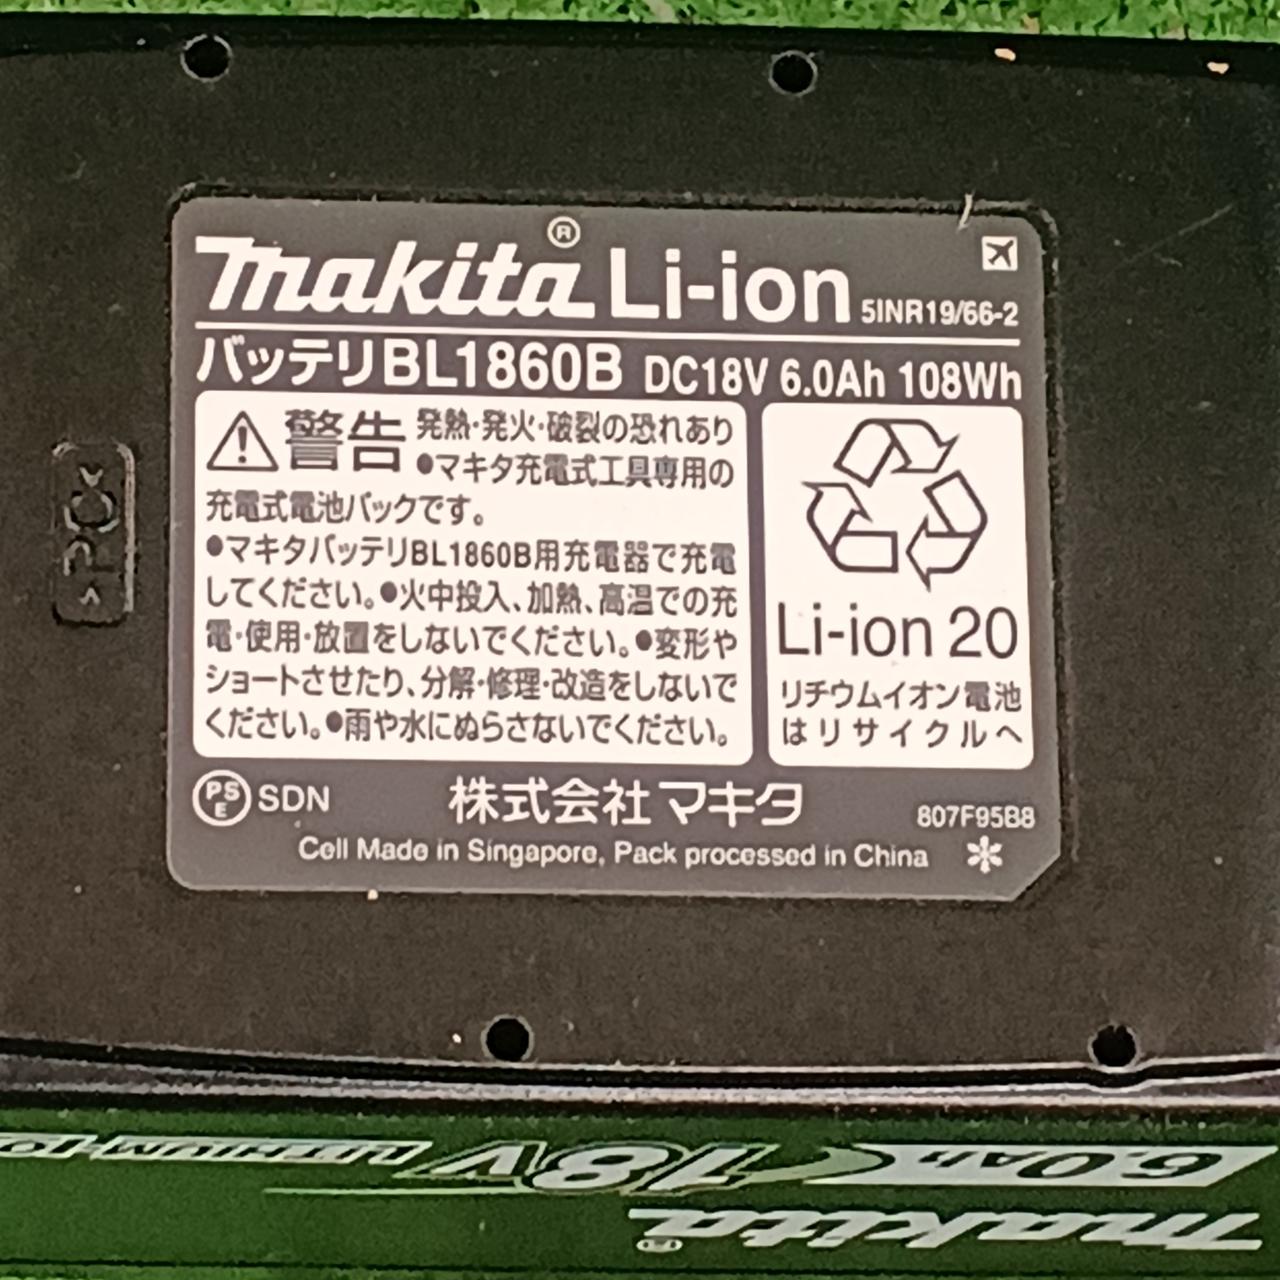 makita® Li-ion 5INR19/66-2
バッテリBL1860B DC18V 6.0Ah 108Wh
警告 発熱・発火・破裂の恐れあり
●マキタ充電式工具専用の
充電式電池パックです。
●マキタバッテリBL1860B用充電器で充電
してください。●火中投入、加熱、高温での充
電・使用・放置をしないでください。●変形や
ショートさせたり、分解・修理・改造をしないで
ください。●雨や水にぬらさないでください。
Li-ion 20
リチウムイオン電池
はリサイクルへ
PSE SDN 株式会社マキタ 807F95B8
Cell Made in Singapore, Pack processed in China
>PC<
6.0Ah 18V LITHIUM-ION
makita®